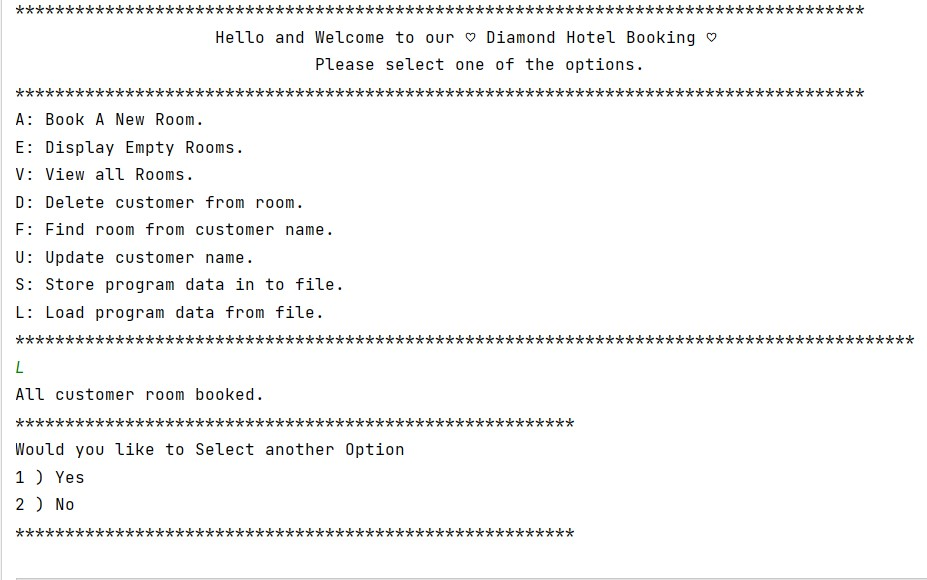 *************************************************************************************
Hello and Welcome to our ♡ Diamond Hotel Booking ♡
Please select one of the options.
*************************************************************************************
A: Book A New Room.
E: Display Empty Rooms.
V: View all Rooms.
D: Delete customer from room.
F: Find room from customer name.
U: Update customer name.
S: Store program data in to file.
L: Load program data from file.
******************************************************************************************
L
All customer room booked.
********************************************************
Would you like to Select another Option
1 ) Yes
2 ) No
********************************************************